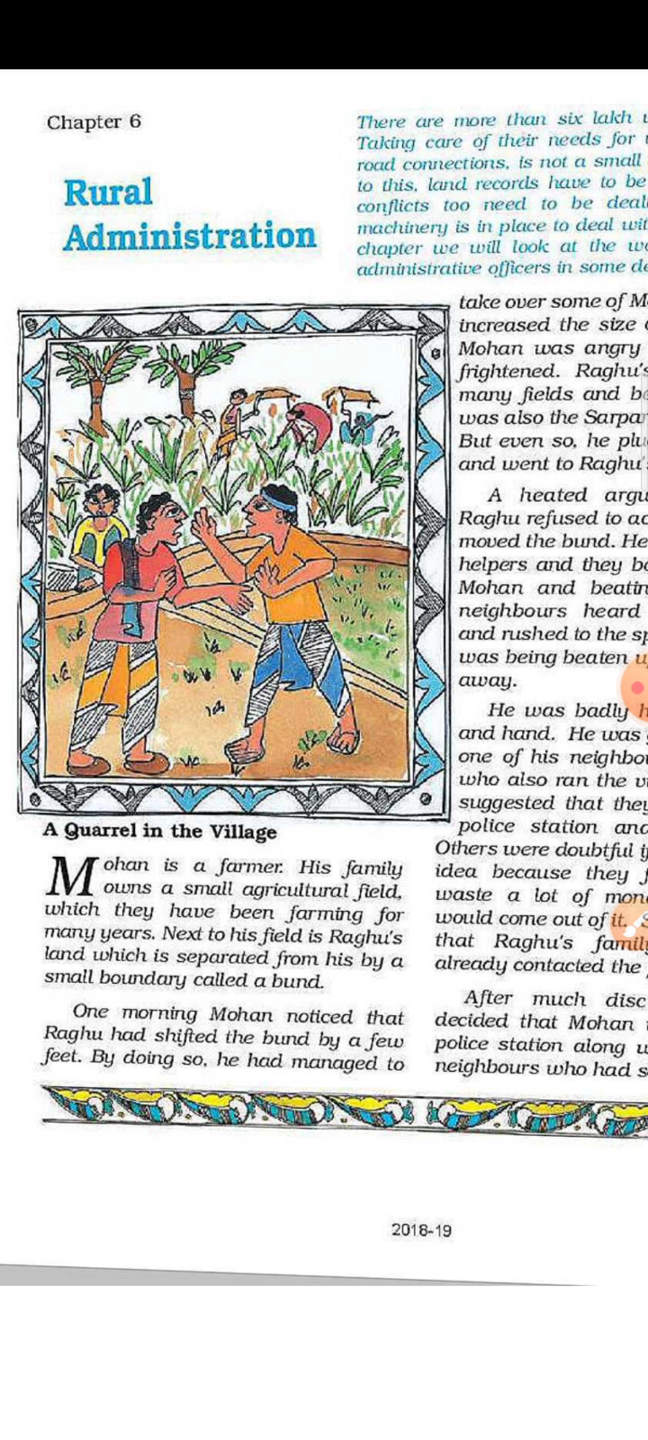 Chapter 6
Rural
Administration
There are more than six lakh
Taking care of their needs for
road connections, is not a small
to this, land records have to be
conflicts too need to be
machinery is in place to deal
chapter we will look at the
administrative officers in some
A Quarrel in the Village
Mohan is a farmer. His family
owns a small agricultural field,
which they have been farming for
many years. Next to his field is Raghu's
land which is separated from his by a
small boundary called a bund.
One morning Mohan noticed that
Raghu had shifted the bund by a few
feet. By doing so, he had managed to
take over some of
increased the size
Mohan was angry
frightened. Raghu's
many fields and
was also the
But even so, he
and went to Raghu'
A heated
Raghu refused to
moved the bund. He
helpers and they
Mohan and
neighbours heard
and rushed to the
was being beaten
away.
He was badly
and hand. He was
one of his
who also ran the
suggested that they
police station
Others were doubtful
idea because they
waste a lot of
would come out of it.
that Raghu's family
already contacted the
After much
decided that Mohan
police station along
neighbours who had
2018-19